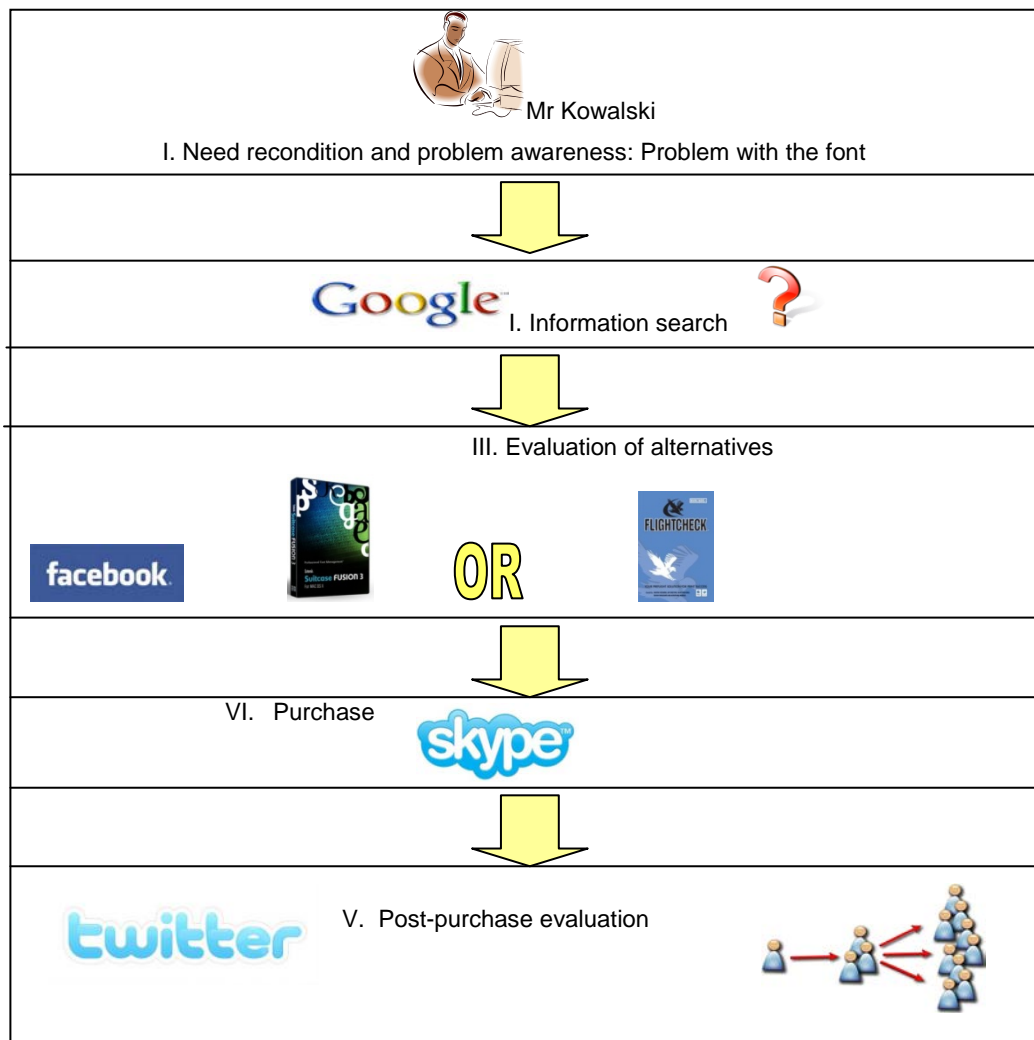 Mr Kowalski
I. Need recondition and problem awareness: Problem with the font
Google
I. Information search
III. Evaluation of alternatives
facebook.
Suitcase FUSION 3
OR
FLIGHTCHECK
VI. Purchase
skype™
twitter
V. Post-purchase evaluation